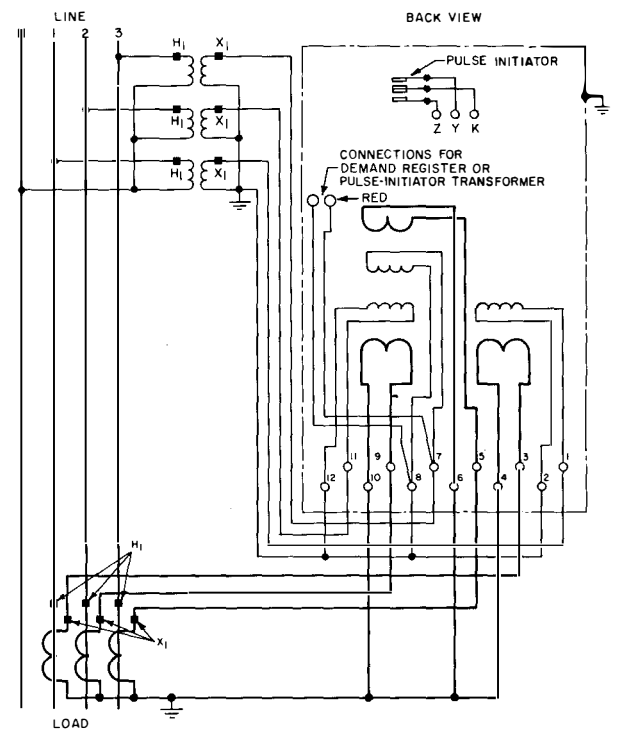 LINE
BACK VIEW
1 2 3
H1 X1
PULSE INITIATOR
H1 X1
Z Y K
CONNECTIONS FOR
DEMAND REGISTER OR
PULSE-INITIATOR TRANSFORMER
H1 X1
RED
11 9 7 5 3 1
12 10 8 6 4 2
H1
X1
LOAD